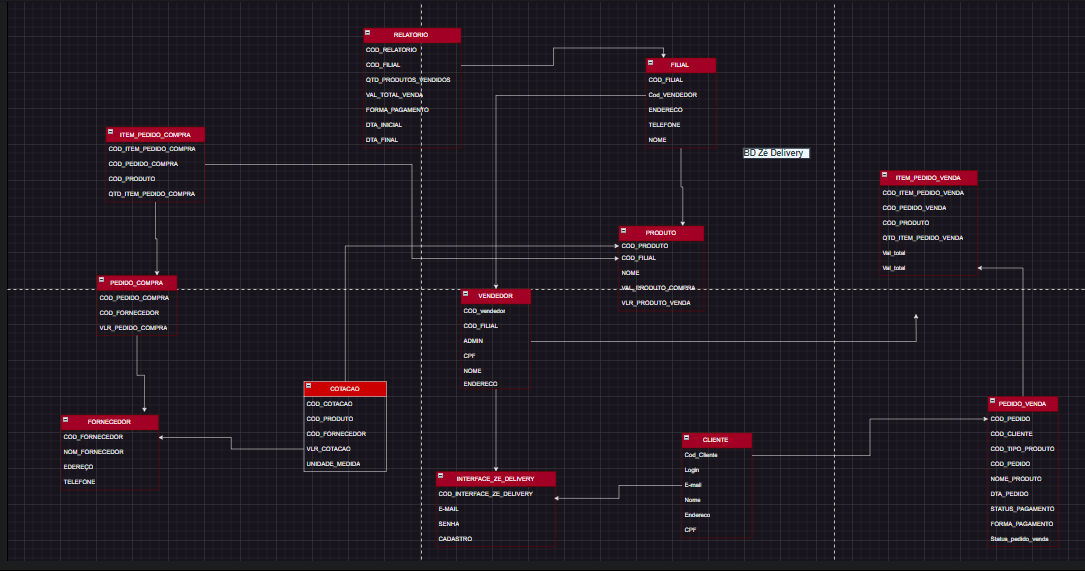 RELATORIO
COD_RELATORIO
COD_FILIAL
QTD_PRODUTOS_VENDIDOS
VAL_TOTAL_VENDA
FORMA_PAGAMENTO
DTA_INICIAL
DTA_FINAL
FILIAL
COD_FILIAL
Cod_VENDEDOR
ENDERECO
TELEFONE
NOME
BD Ze Delivery
ITEM_PEDIDO_COMPRA
COD_ITEM_PEDIDO_COMPRA
COD_PEDIDO_COMPRA
COD_PRODUTO
QTD_ITEM_PEDIDO_COMPRA
ITEM_PEDIDO_VENDA
COD_ITEM_PEDIDO_VENDA
COD_PEDIDO_VENDA
COD_PRODUTO
QTD_ITEM_PEDIDO_VENDA
Val_total
Val_total
PRODUTO
COD_PRODUTO
COD_FILIAL
NOME
VAL_PRODUTO_COMPRA
VLR_PRODUTO_VENDA
PEDIDO_COMPRA
COD_PEDIDO_COMPRA
COD_FORNECEDOR
VLR_PEDIDO_COMPRA
VENDEDOR
COD_vendedor
COD_FILIAL
ADMIN
CPF
NOME
ENDERECO
COTACAO
COD_COTACAO
COD_PRODUTO
COD_FORNECEDOR
VLR_COTACAO
UNIDADE_MEDIDA
FORNECEDOR
COD_FORNECEDOR
NOM_FORNECEDOR
EDEREÇO
TELEFONE
INTERFACE_ZE_DELIVERY
COD_INTERFACE_ZE_DELIVERY
E-MAIL
SENHA
CADASTRO
CLIENTE
Cod_Cliente
Login
E-mail
Nome
Endereco
CPF
PEDIDO_VENDA
COD_PEDIDO
COD_CLIENTE
COD_TIPO_PRODUTO
COD_PEDIDO
NOME_PRODUTO
DTA_PEDIDO
STATUS_PAGAMENTO
FORMA_PAGAMENTO
Status_pedido_venda